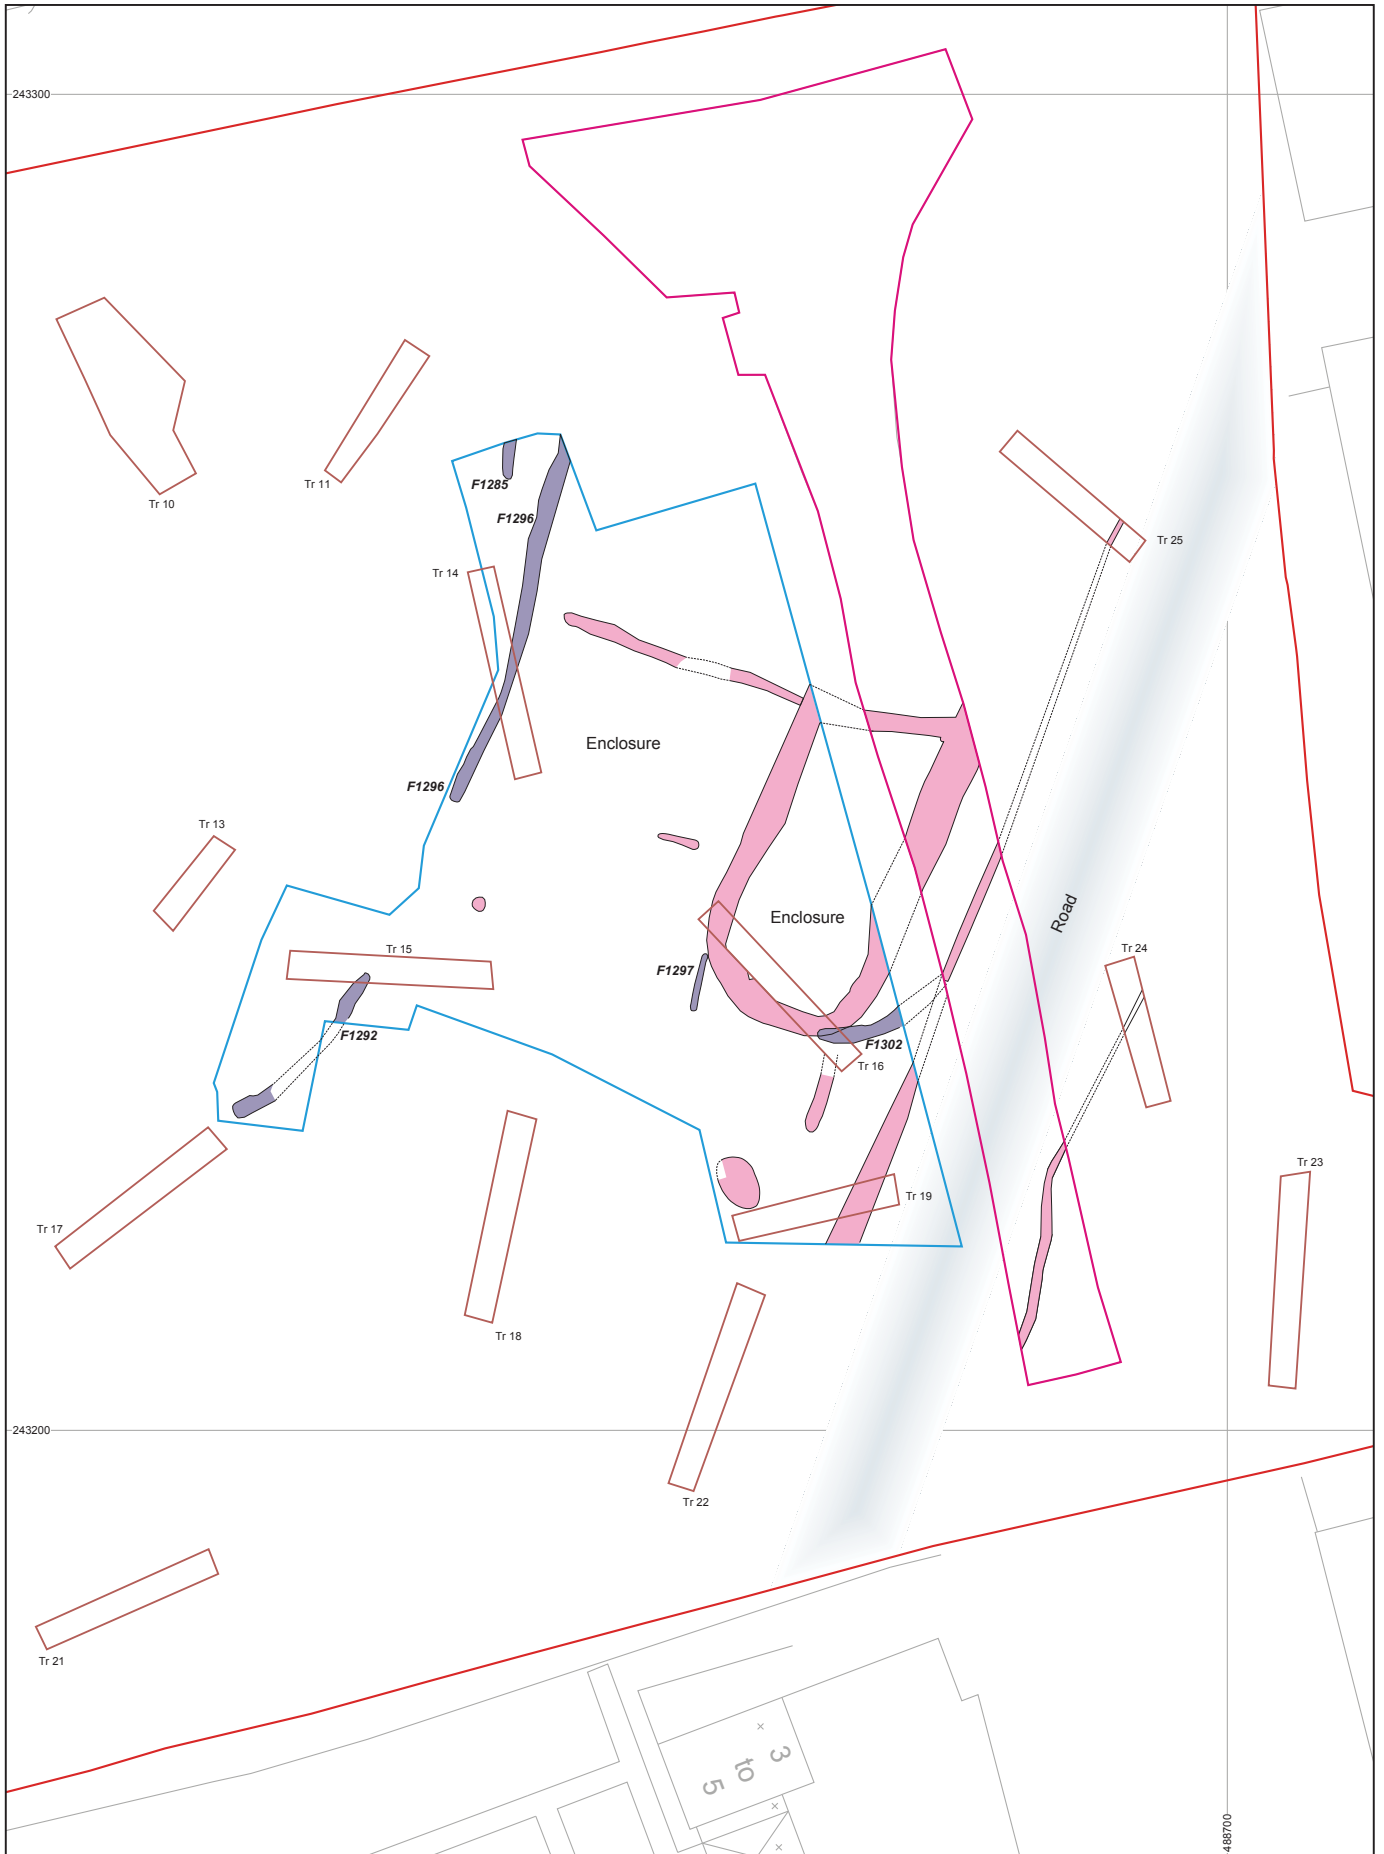 243300
Tr 10
Tr 11
F1285
F1296
Tr 25
Tr 14
Enclosure
F1296
Tr 13
Enclosure
Road
Tr 15
Tr 24
F1297
F1292
F1302
Tr 16
Tr 23
Tr 19
Tr 17
Tr 18
243200
Tr 22
Tr 21
3
to
5
488700